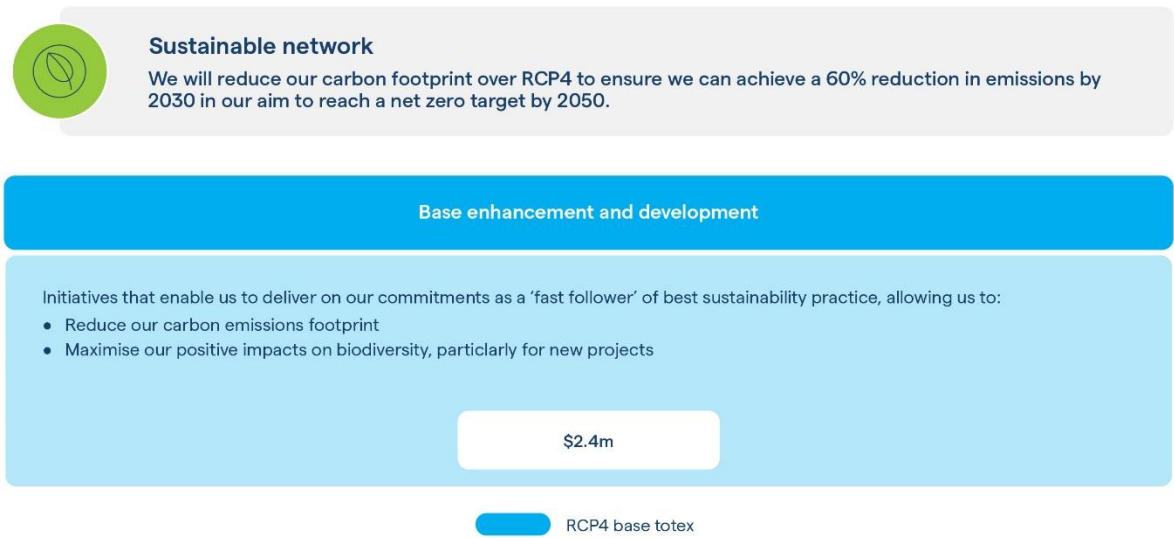 Sustainable network
We will reduce our carbon footprint over RCP4 to ensure we can achieve a 60% reduction in emissions by
2030 in our aim to reach a net zero target by 2050.
Base enhancement and development
Initiatives that enable us to deliver on our commitments as a ‘fast follower’ of best sustainability practice, allowing us to:
● Reduce our carbon emissions footprint
● Maximise our positive impacts on biodiversity, particlarly for new projects
$2.4m
RCP4 base totex